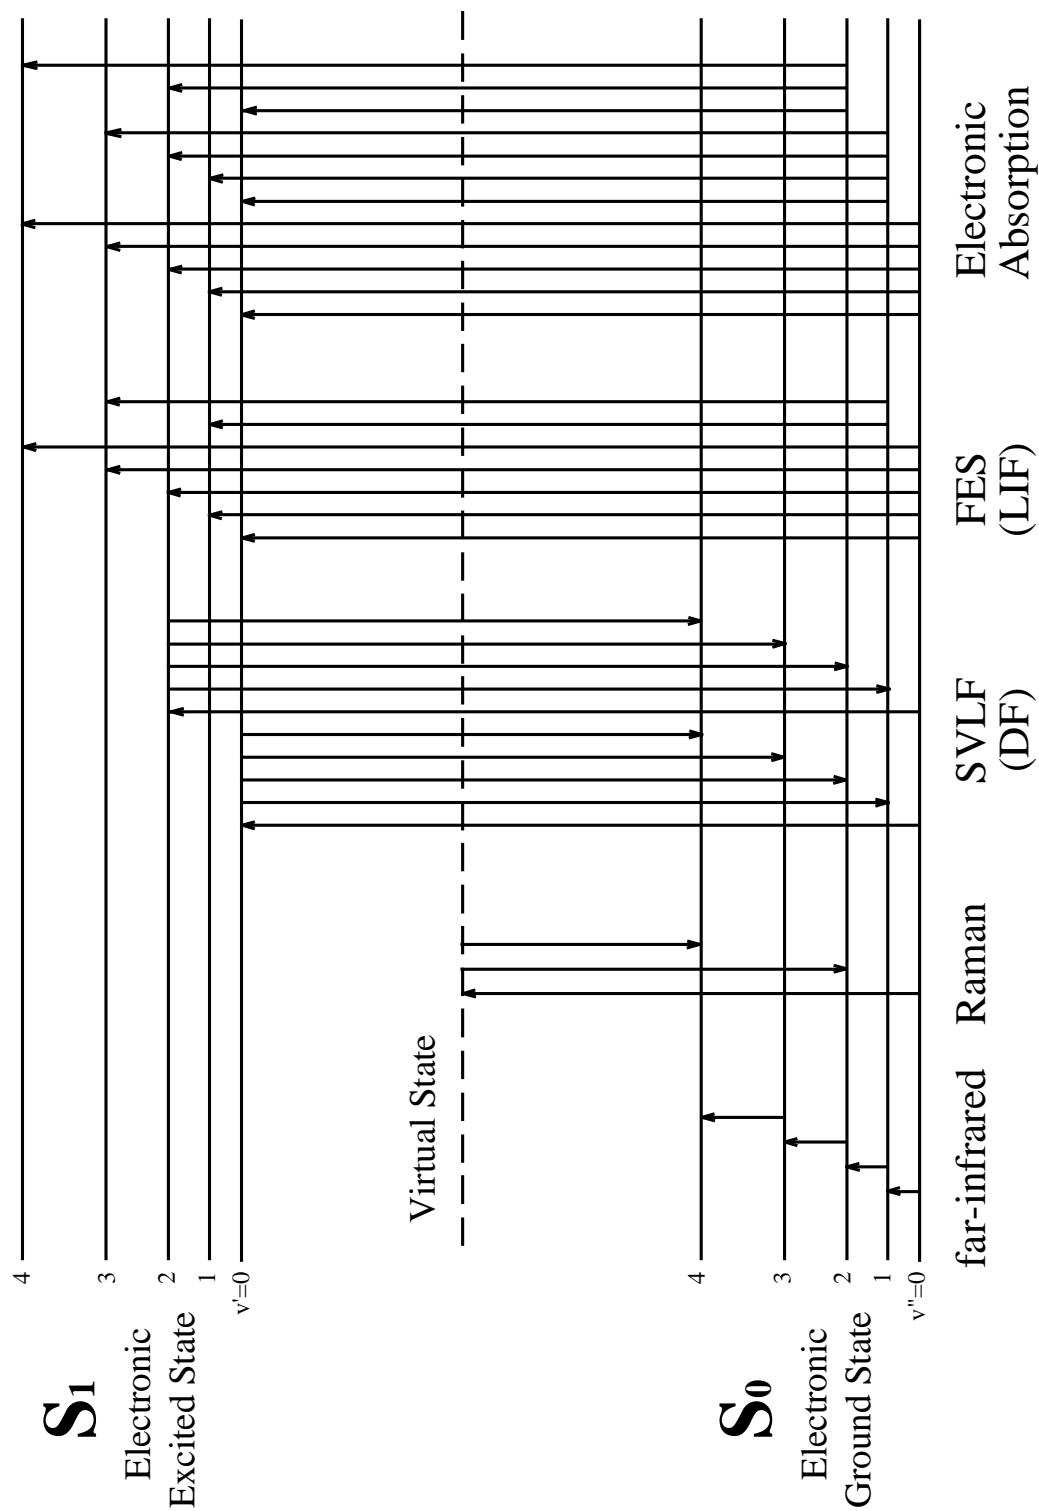 S1
Electronic
Excited State
4
3
2
1
v'=0
Virtual State
S0
Electronic
Ground State
4
3
2
1
v"=0
far-infrared
Raman
SVLF
(DF)
FES
(LIF)
Electronic
Absorption